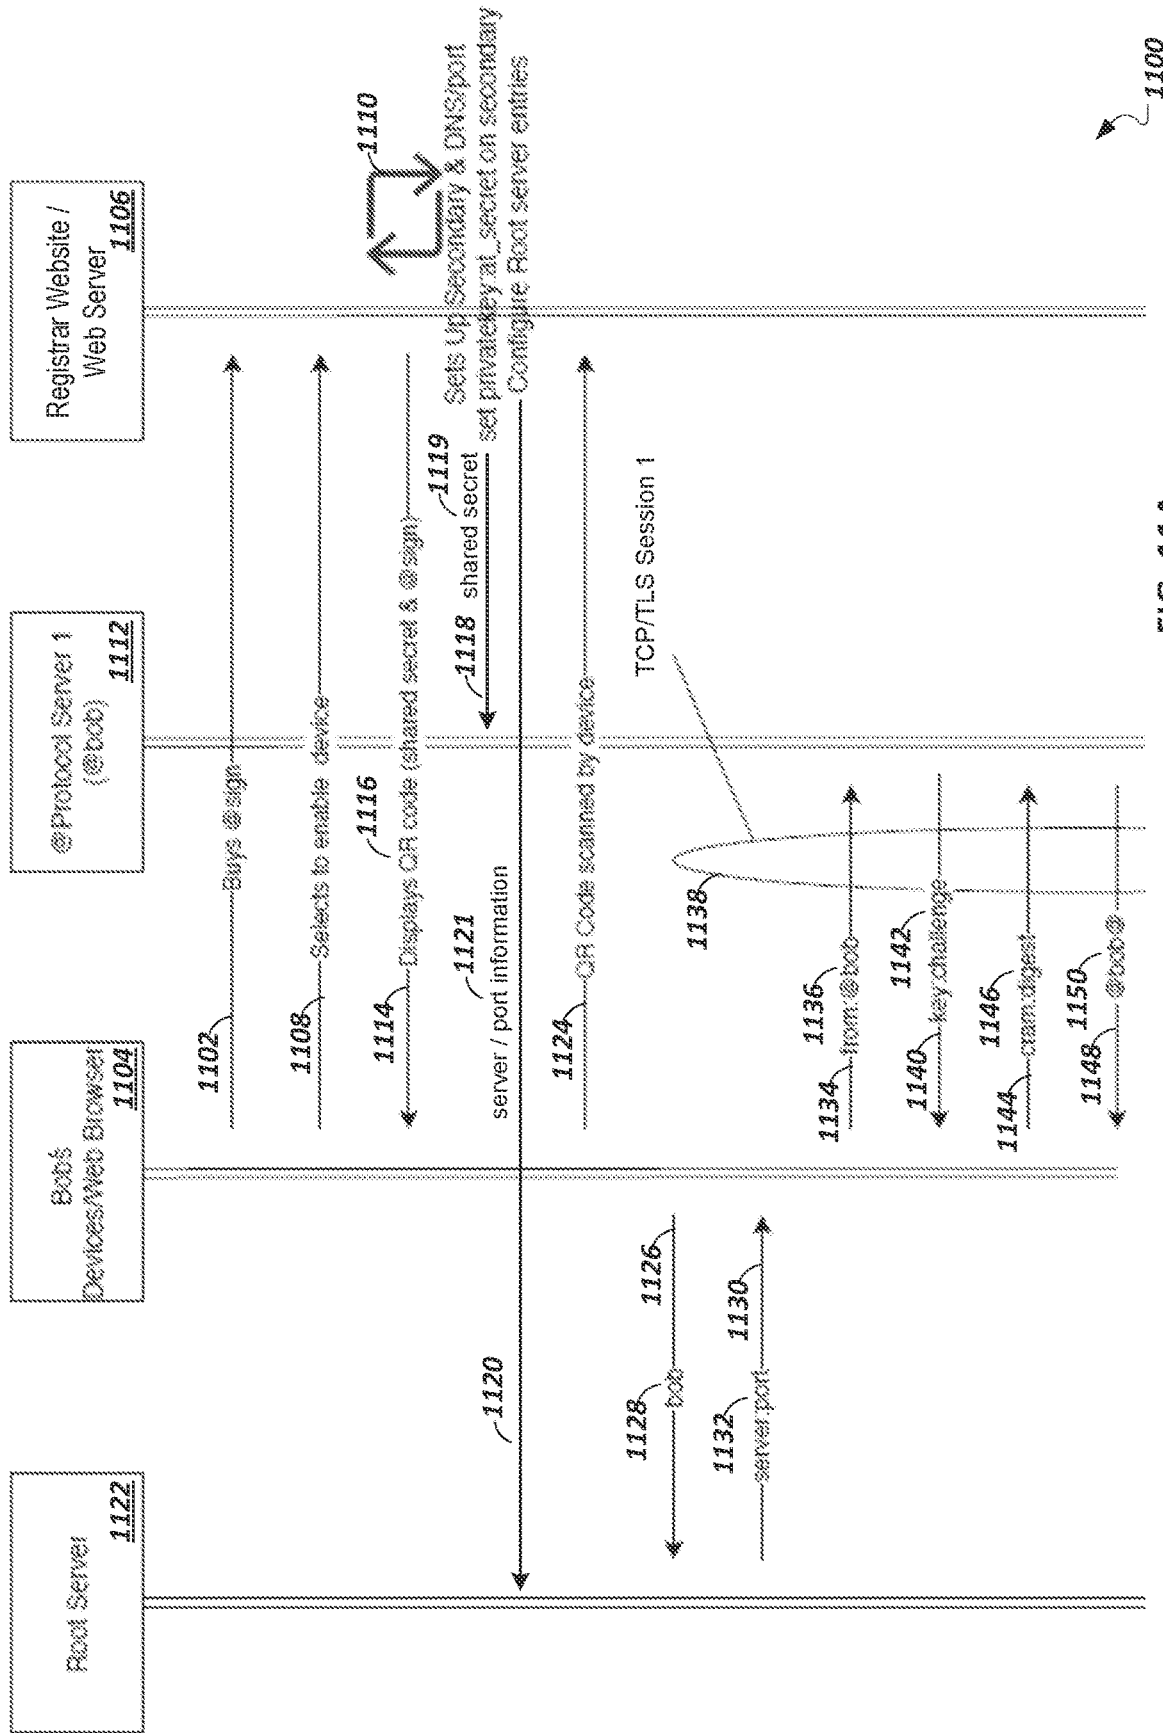 Root Server
1122
Bob's
Devices/Web Browser
1104
@Protocol Server 1
(@bob)
1112
Registrar Website /
Web Server
1106
1102
Buys @sign
1108
Selects to enable device
1110
1114
Displays QR code (shared secret & @sign)
1116
Sets Up Secondary & DNS/port
set privatekey:at_secret on secondary
Configure Root server entries
1118
shared secret
1119
1120
server / port information
1121
1124
QR Code scanned by device
TCP/TLS Session 1
1128
bob
1126
1138
1132
server:port
1130
1134
from:@bob
1136
1140
key:challenge
1142
1144
cram:digest
1146
1148
@bob@
1150
1100